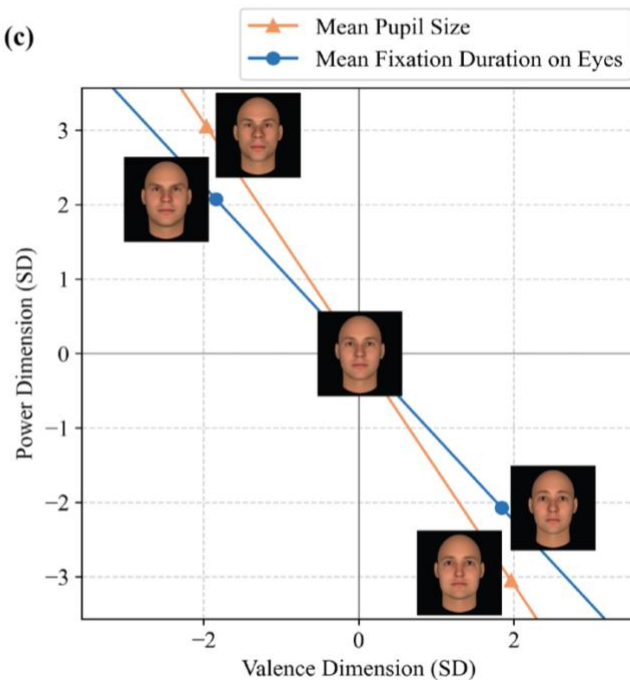 (c)
Mean Pupil Size
Mean Fixation Duration on Eyes
Power Dimension (SD)
3
2
1
0
−1
−2
−3
−2
0
2
Valence Dimension (SD)